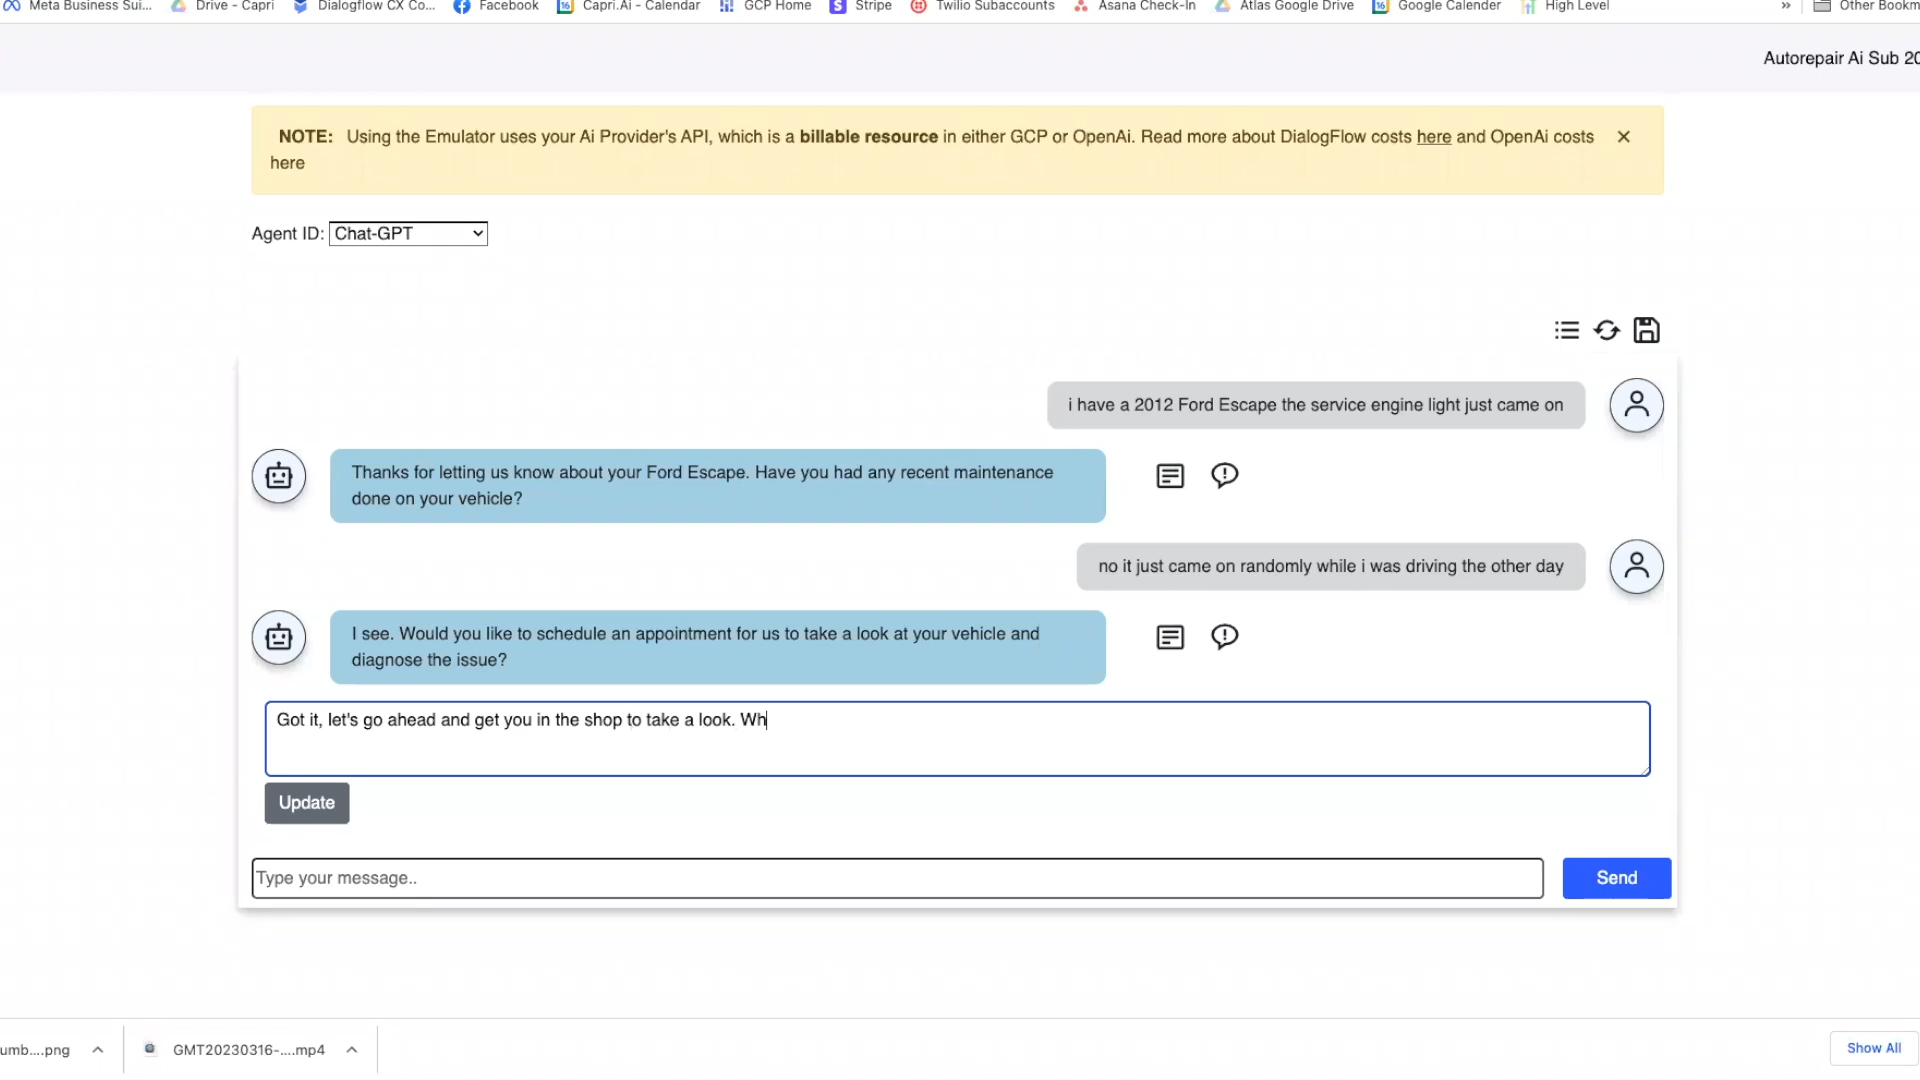 Meta Business Sui... Drive - Capri Dialogflow CX Co... Facebook Capri.Ai - Calendar GCP Home Stripe Twilio Subaccounts Asana Check-In Atlas Google Drive Google Calender High Level » Other Bookm
Autorepair Ai Sub 20
NOTE: Using the Emulator uses your Ai Provider's API, which is a billable resource in either GCP or OpenAi. Read more about DialogFlow costs here and OpenAi costs
here
Agent ID: Chat-GPT
i have a 2012 Ford Escape the service engine light just came on
Thanks for letting us know about your Ford Escape. Have you had any recent maintenance
done on your vehicle?
no it just came on randomly while i was driving the other day
I see. Would you like to schedule an appointment for us to take a look at your vehicle and
diagnose the issue?
Got it, let's go ahead and get you in the shop to take a look. Wh
Update
Type your message..
Send
umb....png GMT20230316-....mp4 Show All